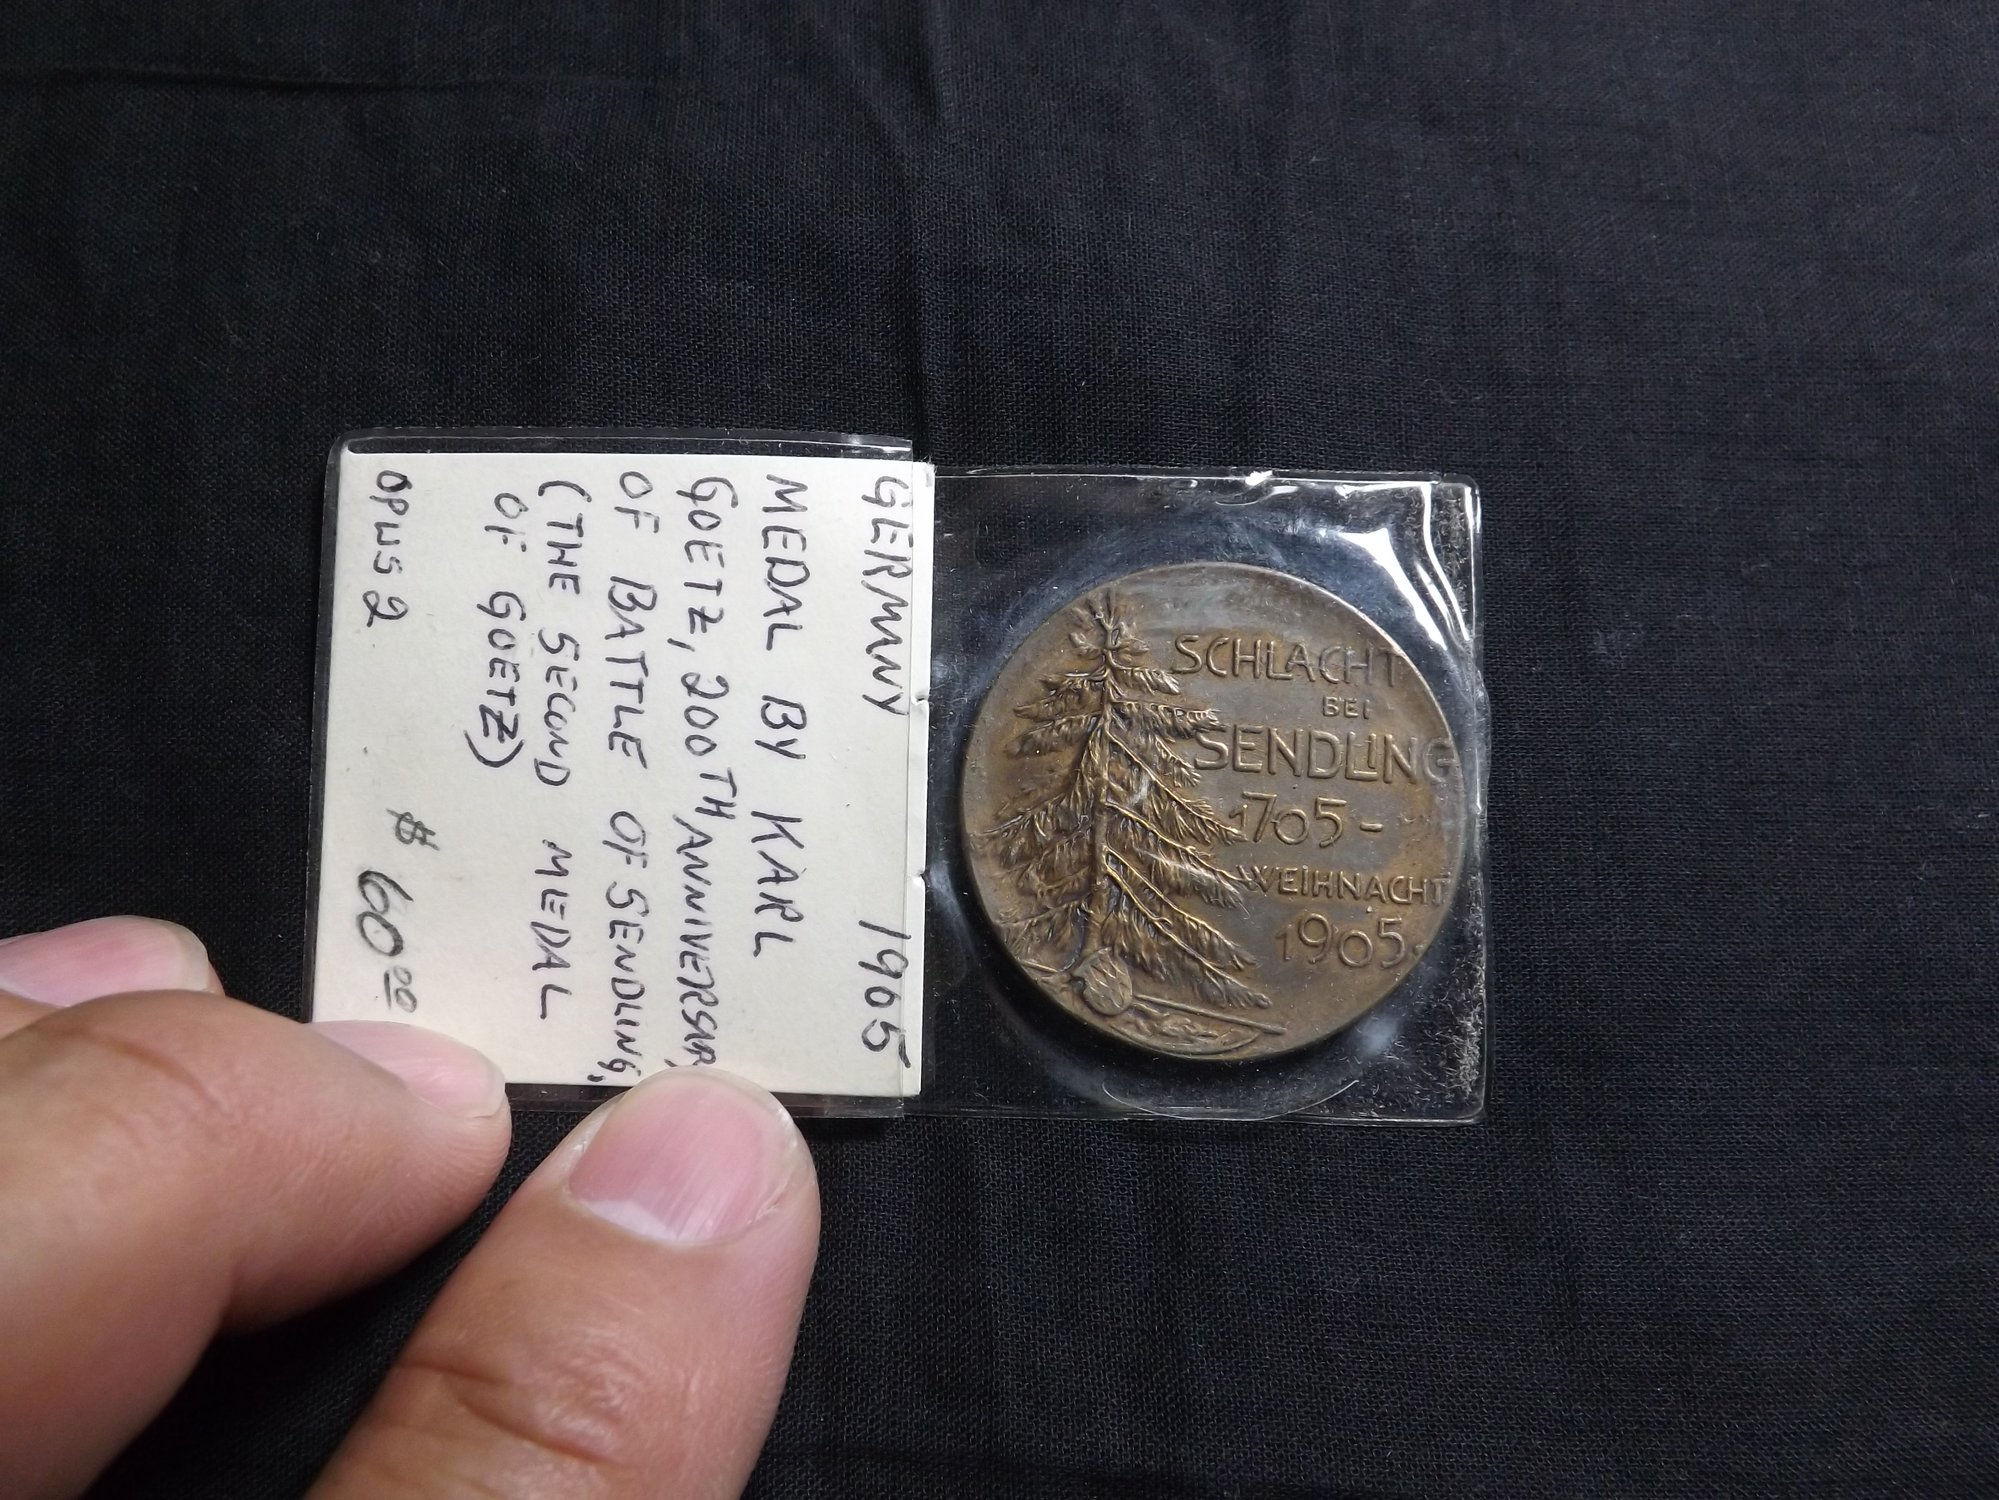 GERMANY 1905
MEDAL BY KARL
GOETZ, 200TH ANNIVERSARY
OF BATTLE OF SENDLING,
(THE SECOND MEDAL
OF GOETZ)
OPUS 2 $ 60.00
SCHLACHT
BEI
SENDLING
1705 -
WEIHNACHT
1905.